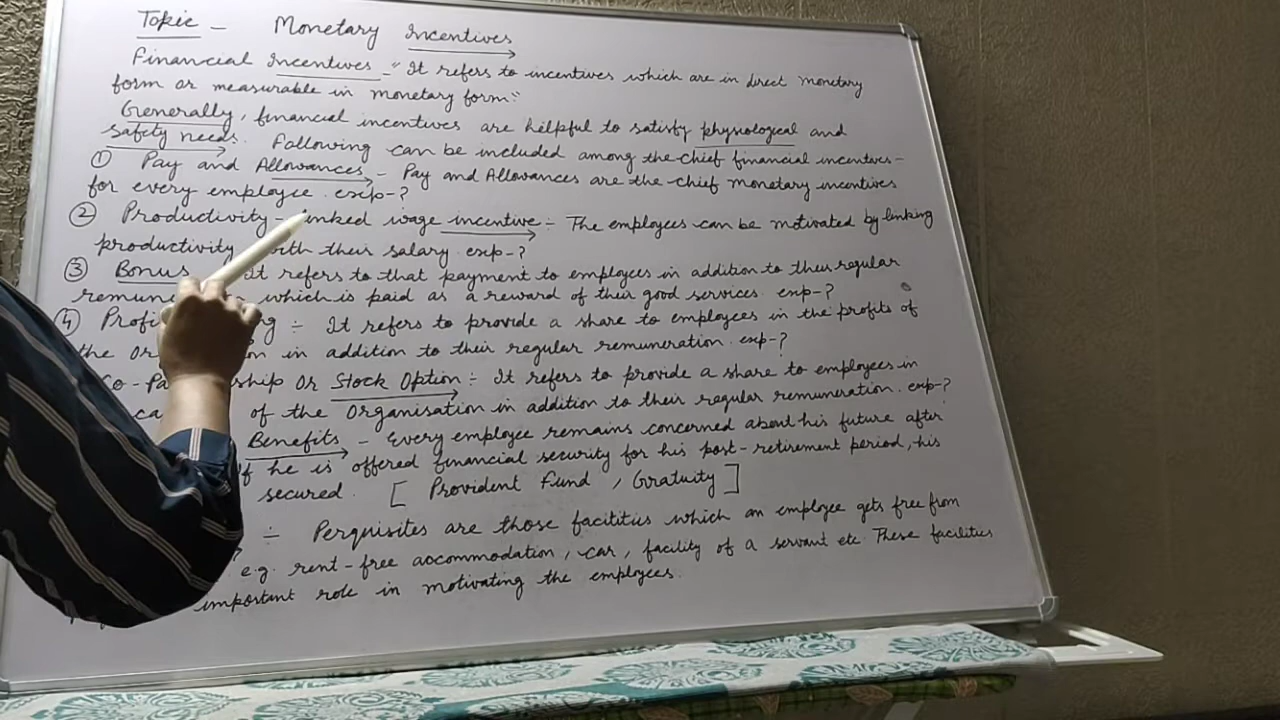 Topic - Monetary Incentives
Financial Incentives - "It refers to incentives which are in direct monetary
form or measurable in monetary form."
Generally, financial incentives are helpful to satisfy physiological and
safety needs. Following can be included among the chief financial incentives-
① Pay and Allowances - Pay and Allowances are the chief monetary incentives
for every employee. exp-?
② Productivity - linked wage incentive :- The employees can be motivated by linking
productivity with their salary. exp-?
③ Bonus It refers to that payment to employees in addition to their regular
remune which is paid as a reward of their good services. exp-?
④ Profi ng :- It refers to provide a share to employees in the profits of
the Or on in addition to their regular remuneration. exp-?
Co-Pa ship Or Stock Option :- It refers to provide a share to employees in
ca of the Organisation in addition to their regular remuneration. exp-?
Benefits - Every employee remains concerned about his future after
If he is offered financial security for his post-retirement period, his
secured. [Provident Fund, Gratuity]
:- Perquisites are those facilities which an employee gets free from
e.g. rent-free accommodation, car, facility of a servant etc. These facilities
important role in motivating the employees.